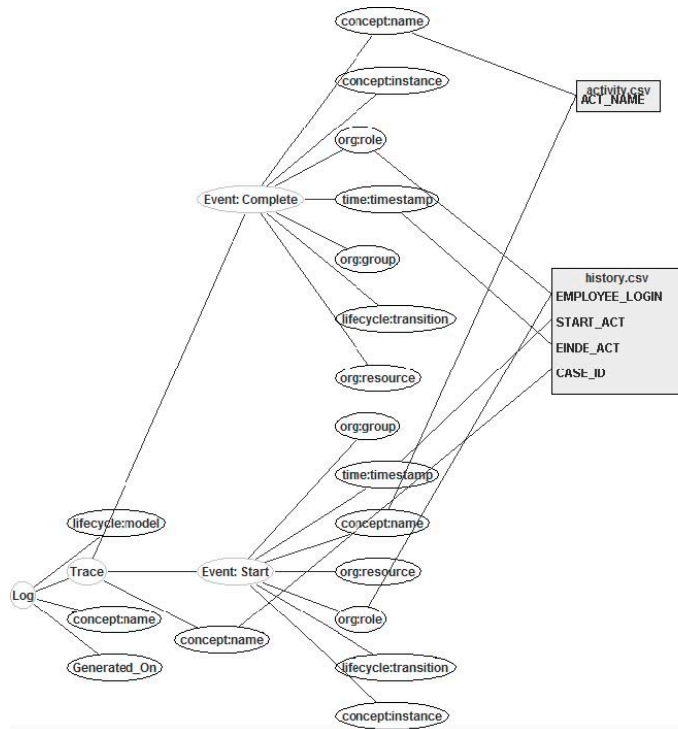 concept:name
activity.csv
ACT_NAME
concept:instance
org:role
Event: Complete
time:timestamp
org:group
history.csv
EMPLOYEE_LOGIN
START_ACT
lifecycle:transition
EINDE_ACT
CASE_ID
org:resource
org:group
time:timestamp
lifecycle:model
concept:name
Trace
Event: Start
org:resource
Log
concept:name
org:role
concept:name
Generated_On
lifecycle:transition
concept:instance